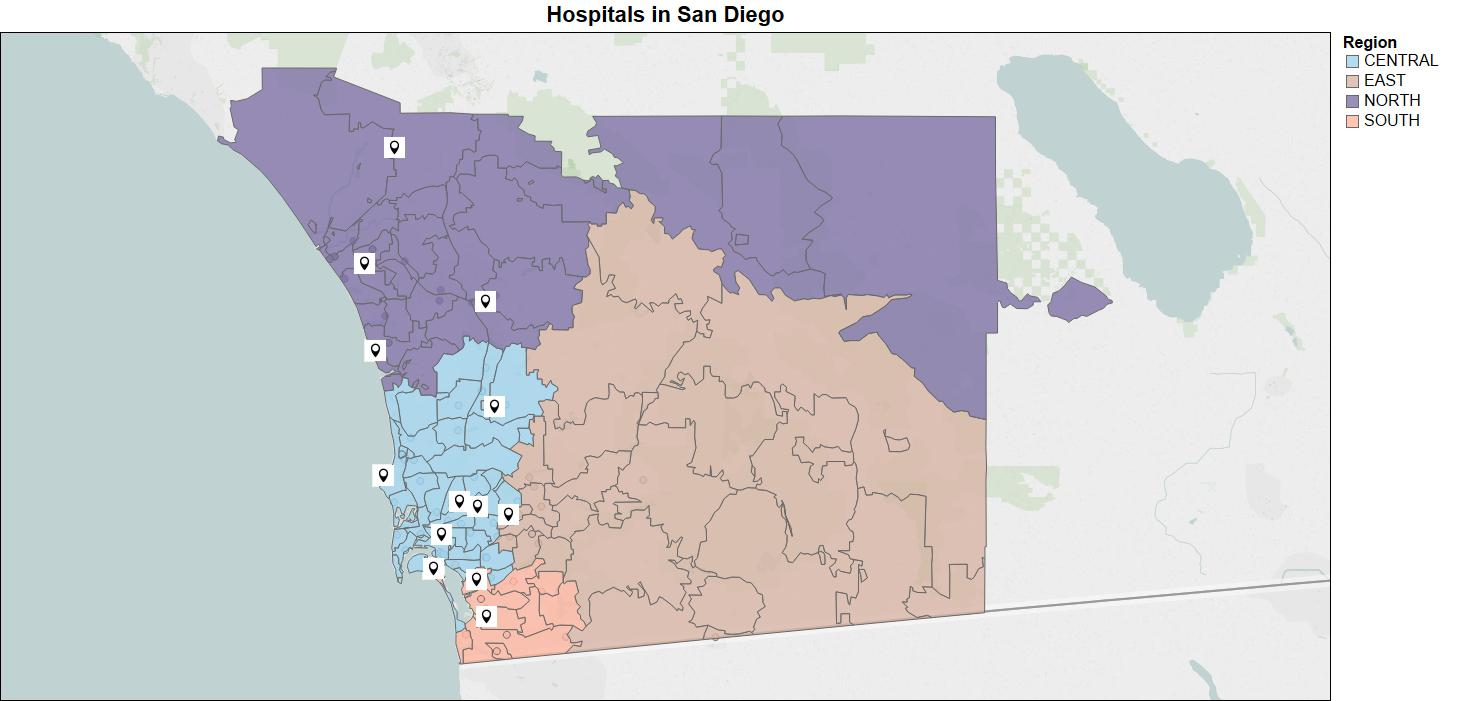 Hospitals in San Diego
Region
CENTRAL
EAST
NORTH
SOUTH